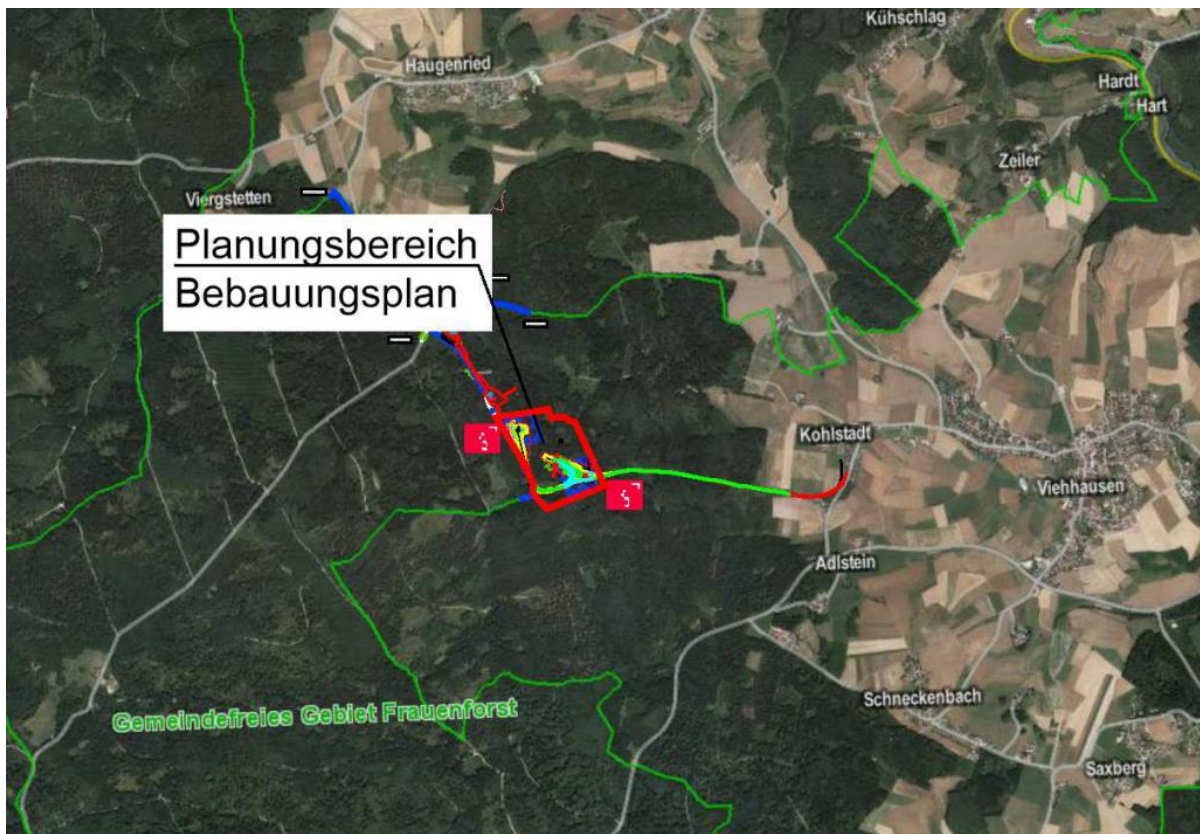 Kühschlag
Haugenried
Hardt
Hart
Zeiler
Viergstetten
Planungsbereich
Bebauungsplan
Kohlstadt
Viehhausen
Adlstein
Schneckenbach
Gemeindefreies Gebiet Frauenforst
Saxberg